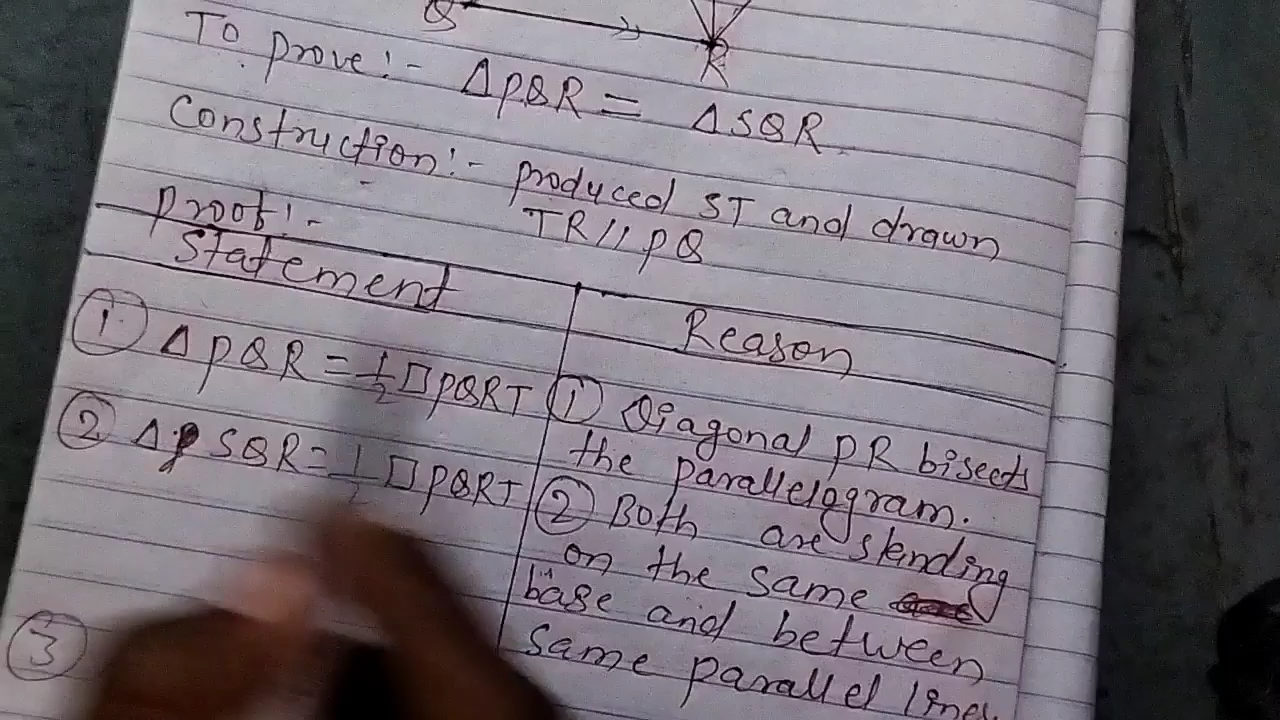 Q
R
To prove:- ΔPQR = ΔSQR.
Construction:- produced ST and drawn
TR // PQ
Proof:-
Statement
Reason
① ΔPQR = 1/2 □PQRT
② Δ SQR = 1/2 □PQRT
③
① Diagonal PR bisects
the parallelogram.
② Both are stending
on the same
base and between
same parallel lines.